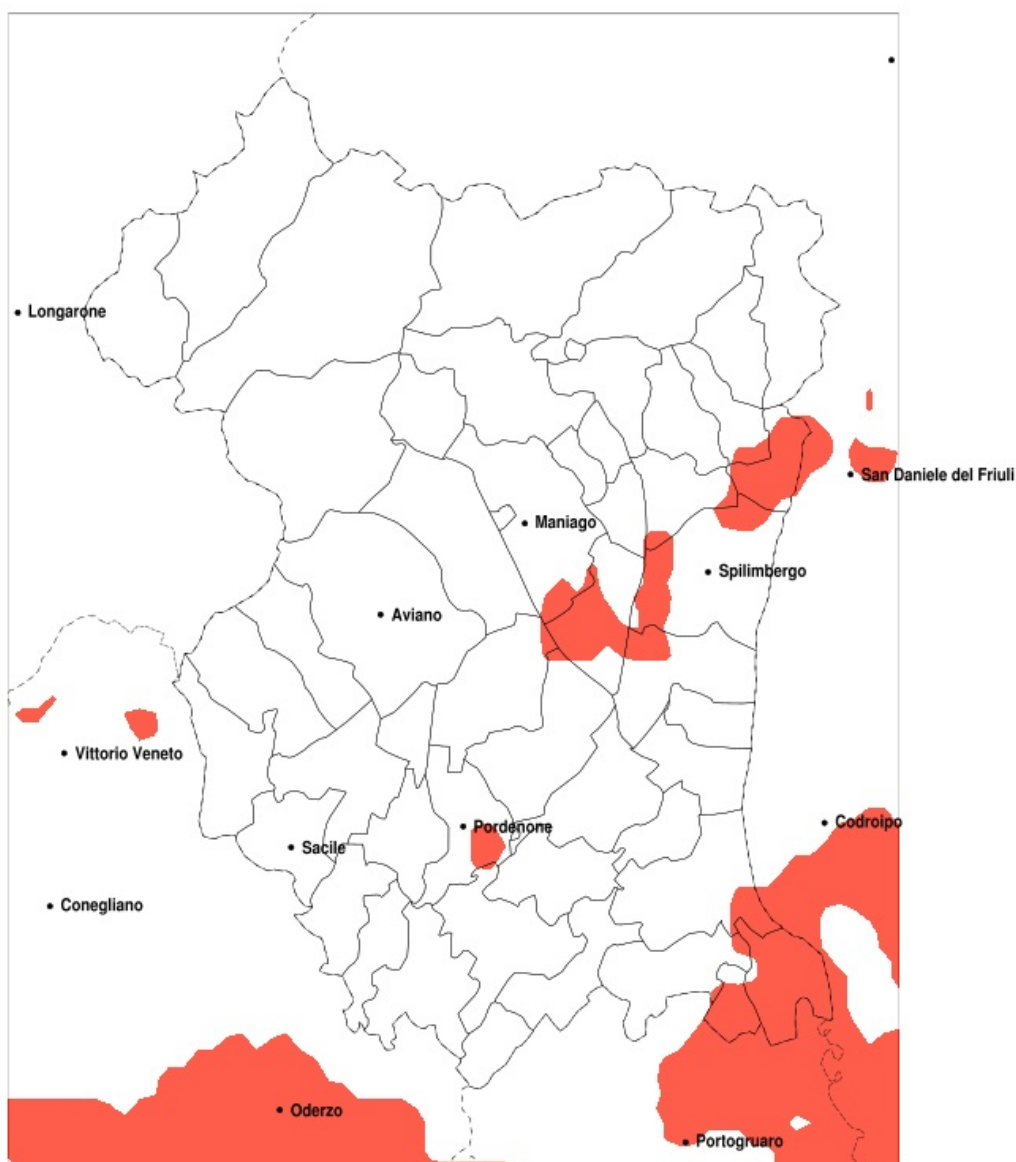 Longarone
San Daniele del Friuli
Maniago
Spilimbergo
Aviano
Vittorio Veneto
Codroipo
Pordenone
Sacile
Conegliano
Oderzo
Portogruaro